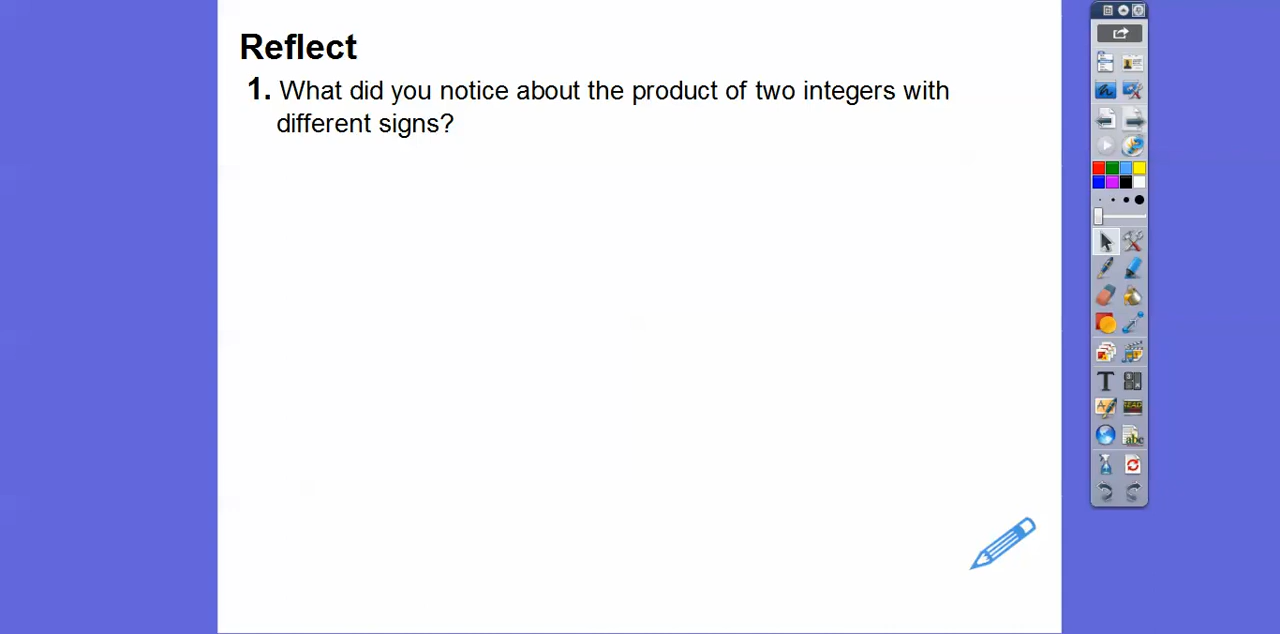 Reflect
1. What did you notice about the product of two integers with
different signs?